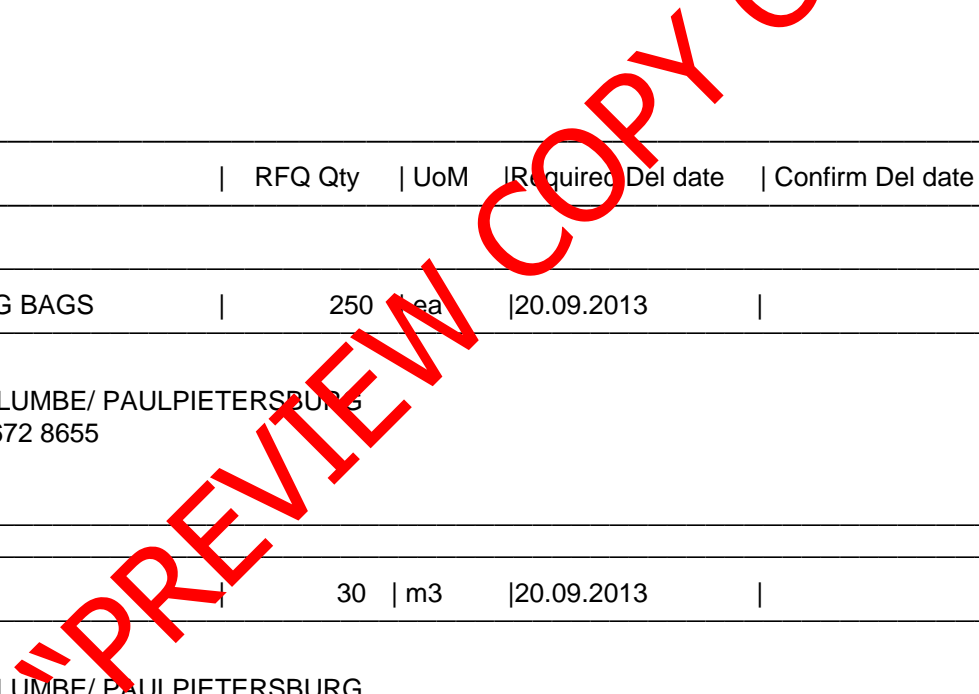 | RFQ Qty | UoM |Required Del date | Confirm Del date
G BAGS | 250 | ea |20.09.2013 |
LUMBE/ PAULPIETERSBURG
672 8655
| 30 | m3 |20.09.2013 |
LUMBE/ PAULPIETERSBURG
"PREVIEW COPY